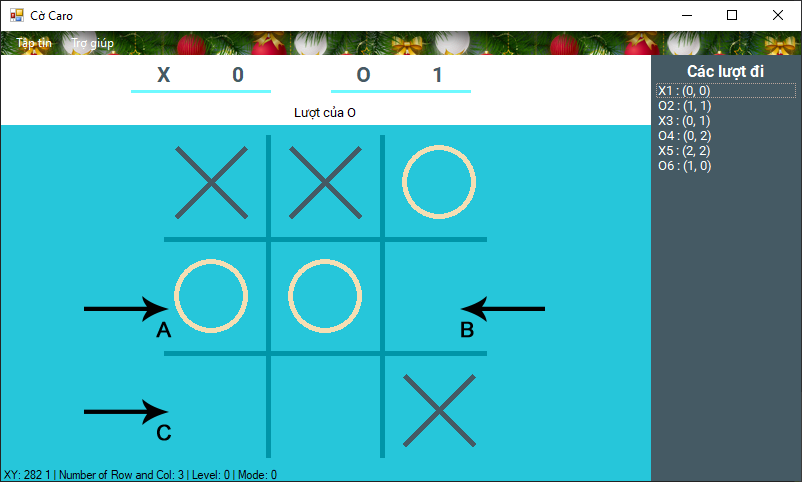 Cờ Caro
Tập tin Trợ giúp
X 0 O 1
Lượt của O
Các lượt đi
X1 : (0, 0)
O2 : (1, 1)
X3 : (0, 1)
O4 : (0, 2)
X5 : (2, 2)
O6 : (1, 0)
A
B
C
XY: 282 1 | Number of Row and Col: 3 | Level: 0 | Mode: 0